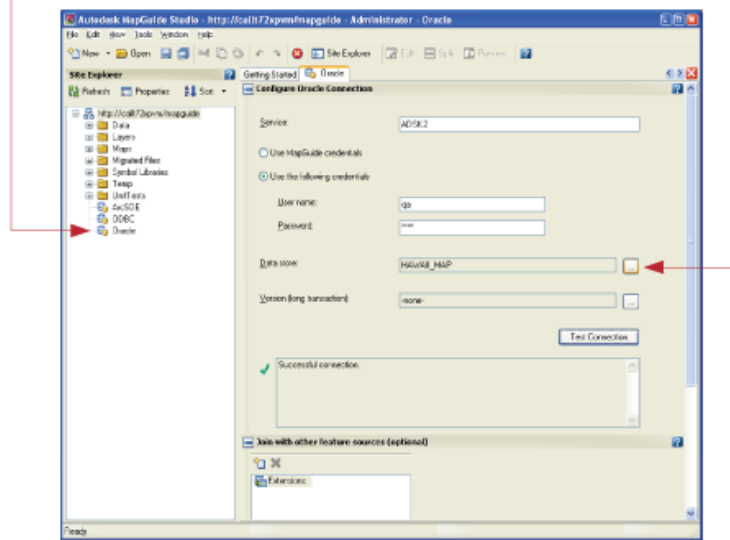 Autodesk MapGuide Studio - http://calit72xpvm/mapguide - Administrator - Oracle
File Edit View Tools Window Help
New Open Site Explorer Edit Split Preview
Site Explorer
Getting Started Oracle
Refresh Properties Sort
Configure Oracle Connection
http://calit72xpvm/mapguide
Data
Layers
Maps
Migrated Files
Symbol Libraries
Temp
UnitTests
ArcSDE
ODBC
Oracle
Service: ADSK2
Use MapGuide credentials
Use the following credentials
User name: qb
Password: ****
Data store: HAWAII_MAP ...
Version (long transaction): -none- ...
Test Connection
Successful connection.
Join with other feature sources (optional)
Extensions
Ready